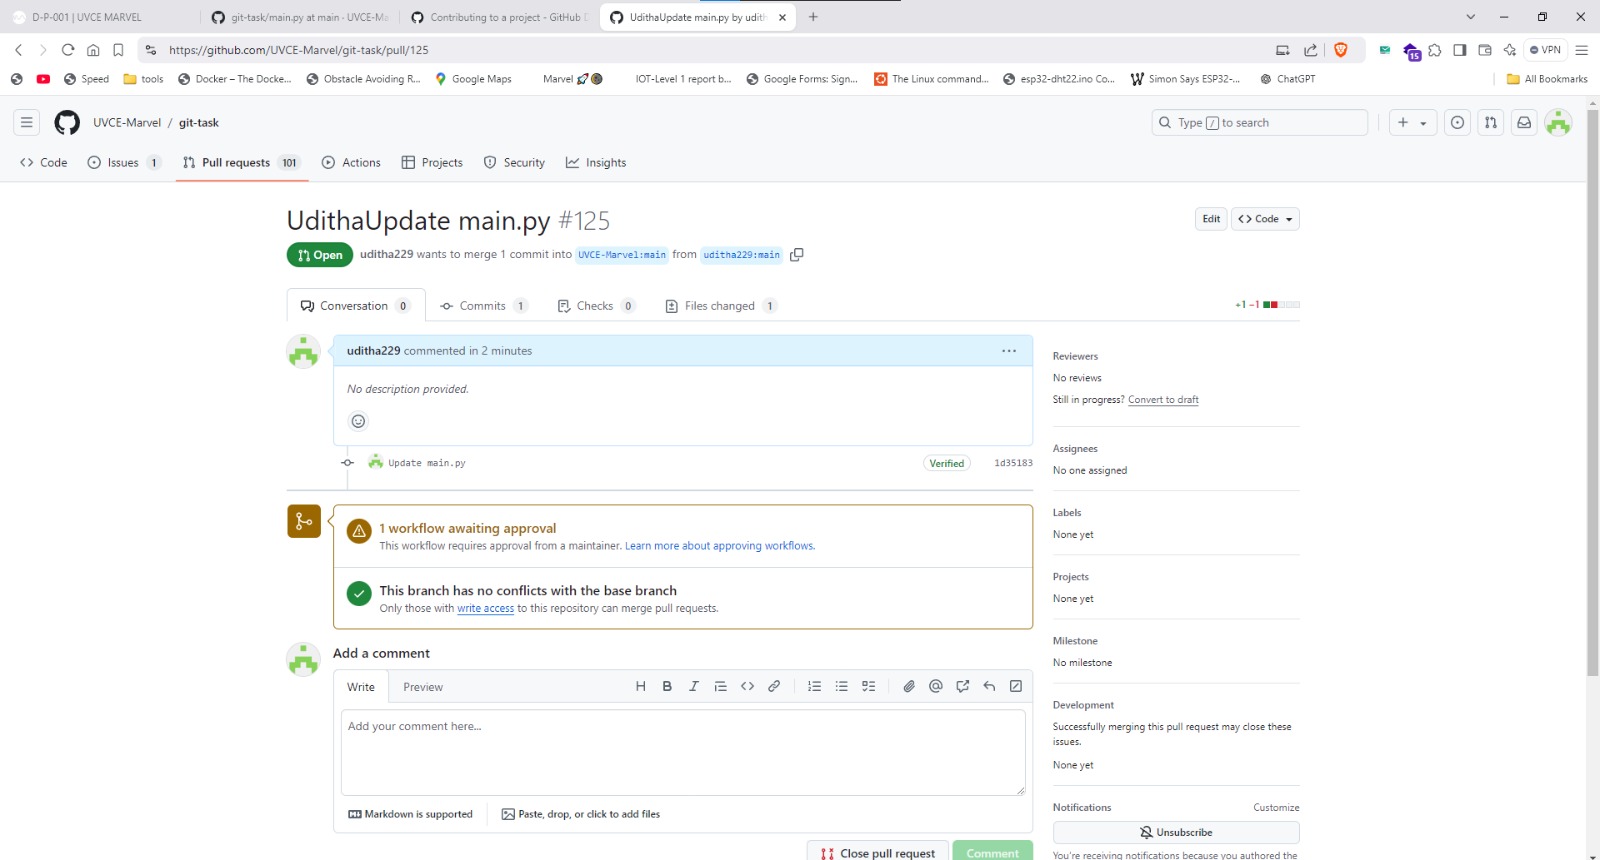 D-P-001 | UVCE MARVEL
git-task/main.py at main · UVCE-Ma
Contributing to a project - GitHub D
UdithaUpdate main.py by udith
https://github.com/UVCE-Marvel/git-task/pull/125
15
VPN
Speed
tools
Docker – The Docke...
Obstacle Avoiding R...
Google Maps
Marvel
IOT-Level 1 report b...
Google Forms: Sign...
The Linux command...
esp32-dht22.ino Co...
Simon Says ESP32-...
ChatGPT
All Bookmarks
UVCE-Marvel / git-task
Type / to search
Code
Issues 1
Pull requests 101
Actions
Projects
Security
Insights
UdithaUpdate main.py #125
Edit
<> Code
Open
uditha229 wants to merge 1 commit into UVCE-Marvel:main from uditha229:main
Conversation 0
Commits 1
Checks 0
Files changed 1
+1 −1
uditha229 commented in 2 minutes
No description provided.
Update main.py
Verified
1d35183
1 workflow awaiting approval
This workflow requires approval from a maintainer. Learn more about approving workflows.
This branch has no conflicts with the base branch
Only those with write access to this repository can merge pull requests.
Add a comment
Write
Preview
H B I
Add your comment here...
Markdown is supported
Paste, drop, or click to add files
Close pull request
Comment
Reviewers
No reviews
Still in progress? Convert to draft
Assignees
No one assigned
Labels
None yet
Projects
None yet
Milestone
No milestone
Development
Successfully merging this pull request may close these
issues.
None yet
Notifications
Customize
Unsubscribe
You're receiving notifications because you authored the